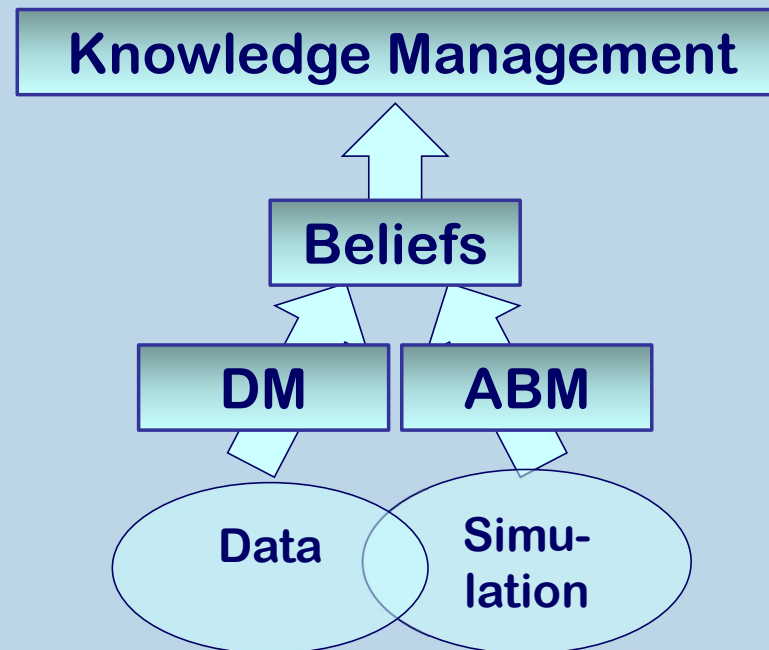 Knowledge Management
Beliefs
DM
ABM
Data
Simu-
lation